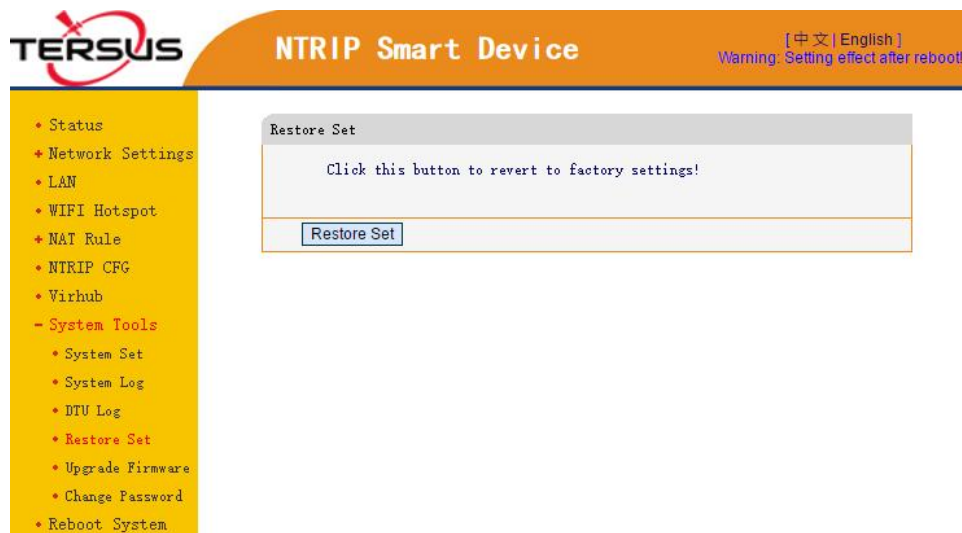 TERSUS
NTRIP Smart Device
[ 中文 | English ]
Warning: Setting effect after reboot!
Status
Network Settings
LAN
WIFI Hotspot
NAT Rule
NTRIP CFG
Virhub
System Tools
System Set
System Log
DTU Log
Restore Set
Upgrade Firmware
Change Password
Reboot System
Restore Set
Click this button to revert to factory settings!
Restore Set